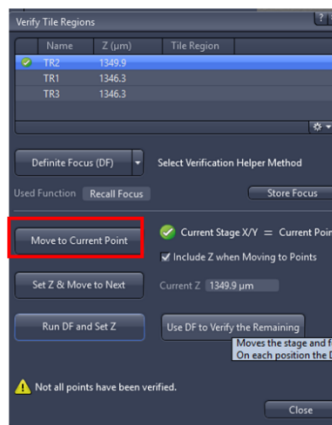 Verify Tile Regions
Name Z (µm) Tile Region
TR2 1349.9
TR1 1346.3
TR3 1346.3
Definite Focus (DF) Select Verification Helper Method
Used Function Recall Focus Store Focus
Move to Current Point Current Stage X/Y = Current Poin
Include Z when Moving to Points
Set Z & Move to Next Current Z 1349.9 µm
Run DF and Set Z Use DF to Verify the Remaining
Moves the stage and f
On each position the D
Not all points have been verified.
Close